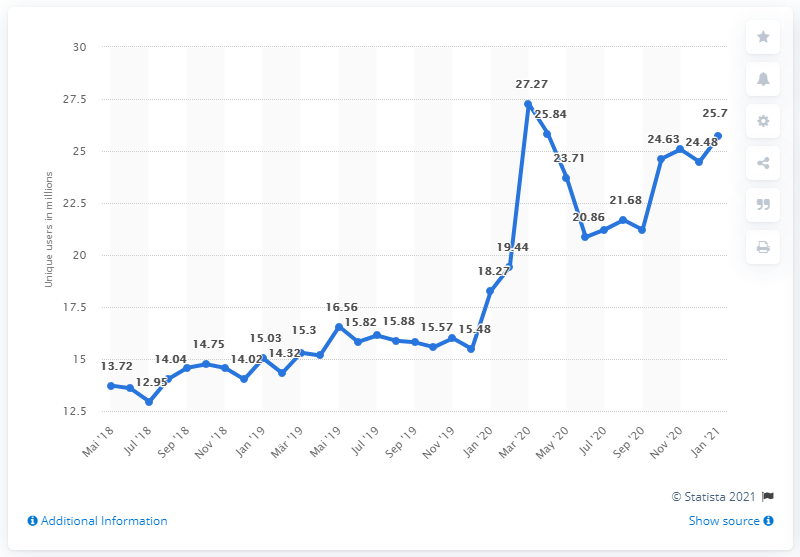 30
27.5
25
22.5
20
17.5
15
12.5
Unique users in millions
13.72
12.95
14.04
14.75
14.02
15.03
14.32
15.3
16.56
15.82
15.88
15.57
15.48
18.27
19.44
27.27
25.84
23.71
20.86
21.68
24.63
24.48
25.7
Mai '18
Jul '18
Sep '18
Nov '18
Jan '19
Mar '19
Mai '19
Jul '19
Sep '19
Nov '19
Jan '20
Mar '20
May '20
Jul '20
Sep '20
Nov '20
Jan '21
© Statista 2021
Additional Information
Show source